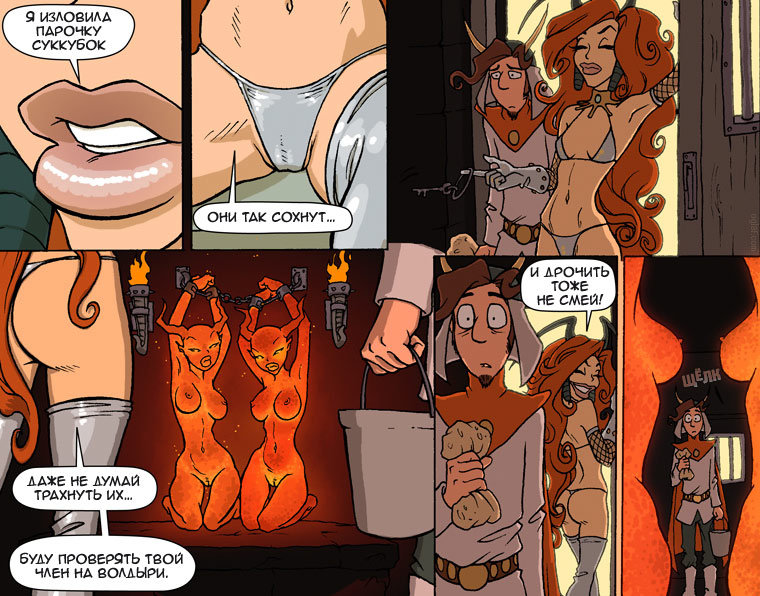 Я ИЗЛОВИЛА
ПАРОЧКУ
СУККУБОК
ОНИ ТАК СОХНУТ...
ДАЖЕ НЕ ДУМАЙ
ТРАХНУТЬ ИХ...
БУДУ ПРОВЕРЯТЬ ТВОЙ
ЧЛЕН НА ВОЛДЫРИ.
И ДРОЧИТЬ
ТОЖЕ
НЕ СМЕЙ!
ЩЁЛК